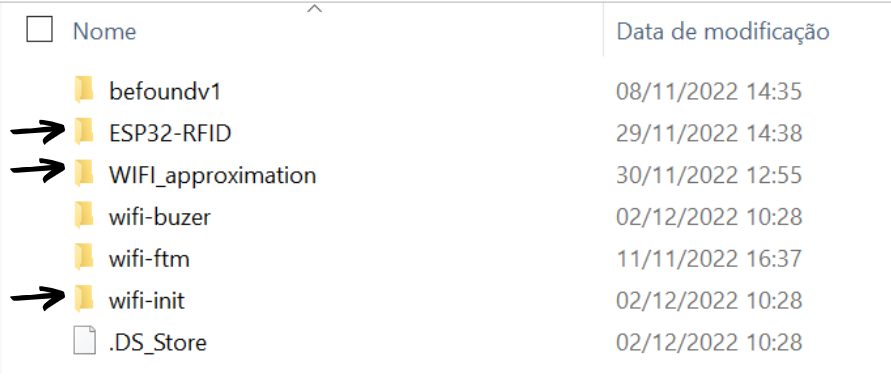 Nome Data de modificação
befoundv1 08/11/2022 14:35
ESP32-RFID 29/11/2022 14:38
WIFI_approximation 30/11/2022 12:55
wifi-buzer 02/12/2022 10:28
wifi-ftm 11/11/2022 16:37
wifi-init 02/12/2022 10:28
.DS_Store 02/12/2022 10:28